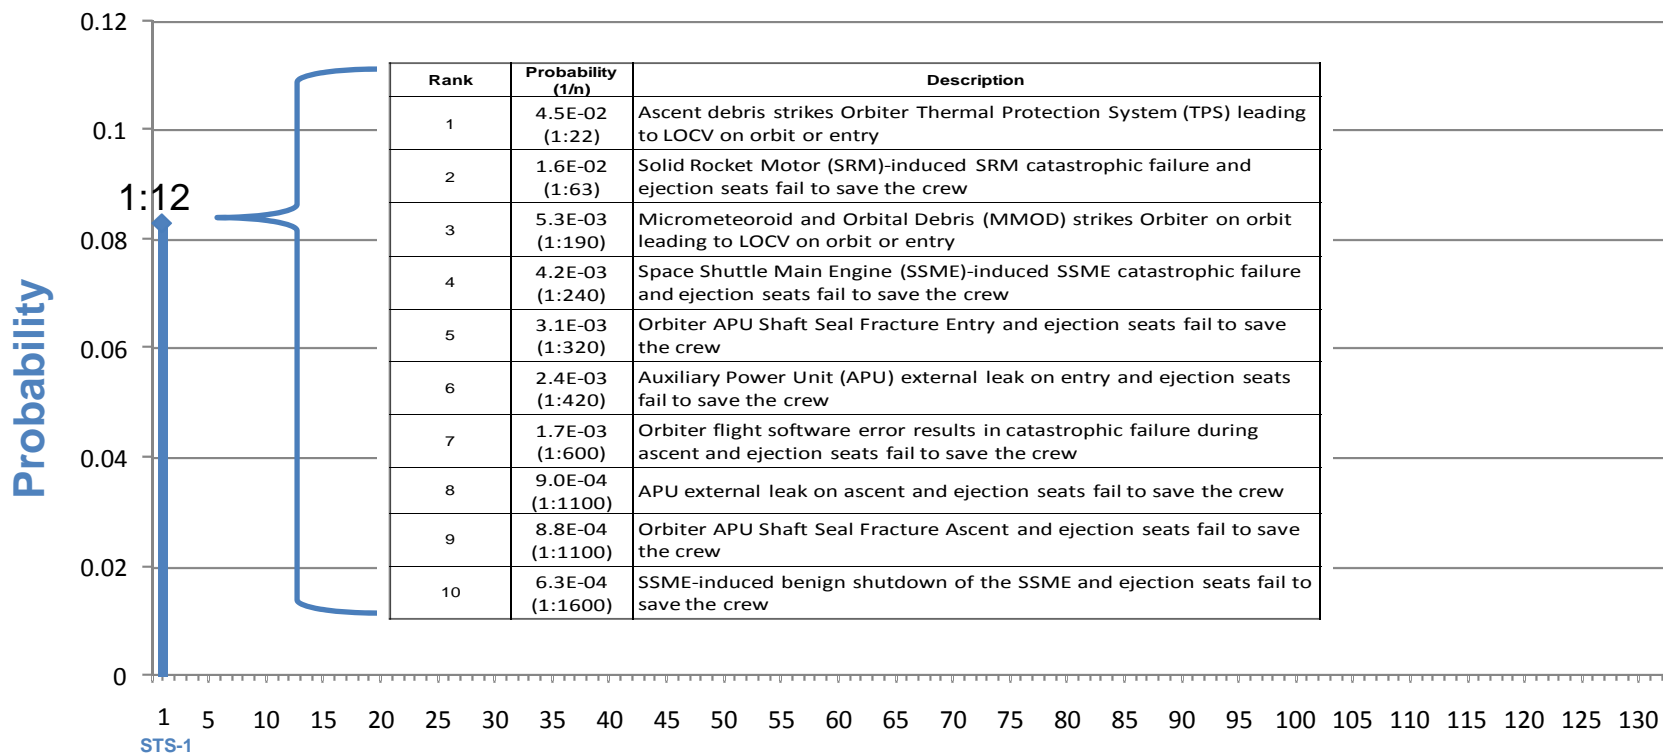 0.12
0.1
0.08
0.06
0.04
0.02
0
Probability
1:12
Rank
Probability
(1/n)
Description
1
4.5E-02
(1:22)
Ascent debris strikes Orbiter Thermal Protection System (TPS) leading
to LOCV on orbit or entry
2
1.6E-02
(1:63)
Solid Rocket Motor (SRM)-induced SRM catastrophic failure and
ejection seats fail to save the crew
3
5.3E-03
(1:190)
Micrometeoroid and Orbital Debris (MMOD) strikes Orbiter on orbit
leading to LOCV on orbit or entry
4
4.2E-03
(1:240)
Space Shuttle Main Engine (SSME)-induced SSME catastrophic failure
and ejection seats fail to save the crew
5
3.1E-03
(1:320)
Orbiter APU Shaft Seal Fracture Entry and ejection seats fail to save
the crew
6
2.4E-03
(1:420)
Auxiliary Power Unit (APU) external leak on entry and ejection seats
fail to save the crew
7
1.7E-03
(1:600)
Orbiter flight software error results in catastrophic failure during
ascent and ejection seats fail to save the crew
8
9.0E-04
(1:1100)
APU external leak on ascent and ejection seats fail to save the crew
9
8.8E-04
(1:1100)
Orbiter APU Shaft Seal Fracture Ascent and ejection seats fail to save
the crew
10
6.3E-04
(1:1600)
SSME-induced benign shutdown of the SSME and ejection seats fail to
save the crew
1 5 10 15 20 25 30 35 40 45 50 55 60 65 70 75 80 85 90 95 100 105 110 115 120 125 130
STS-1